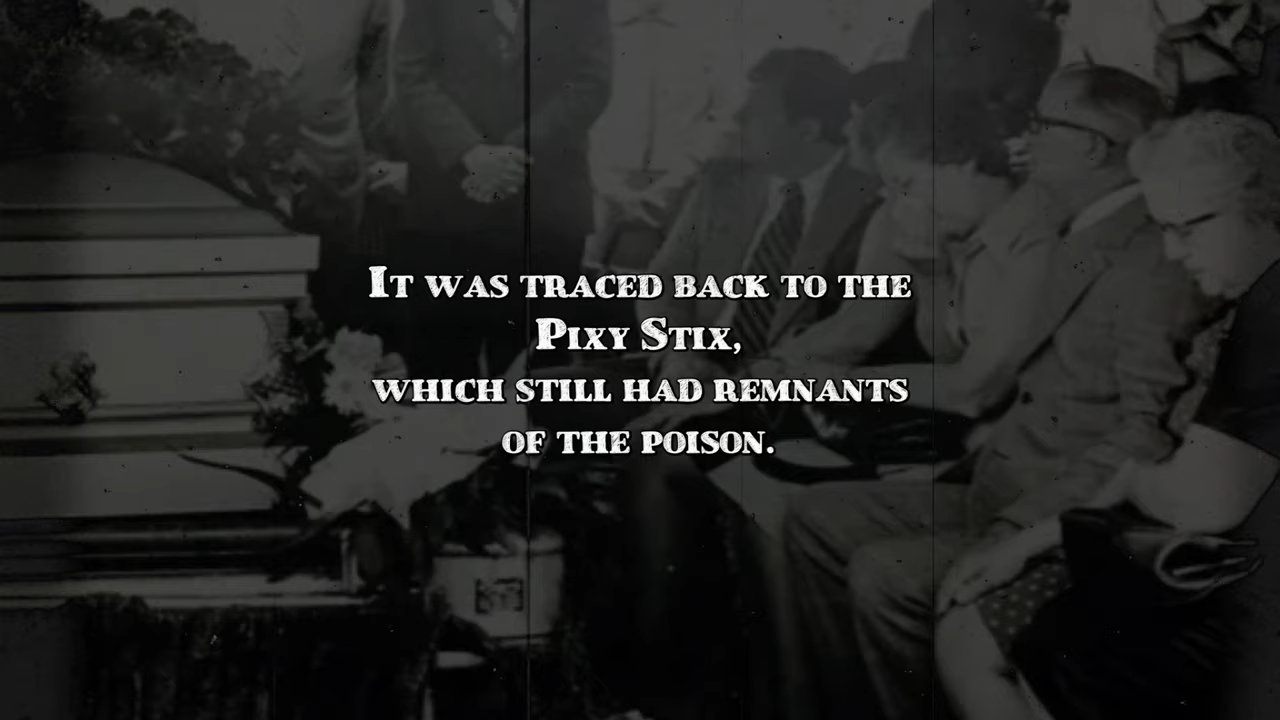 It was traced back to the
Pixy Stix,
which still had remnants
of the poison.